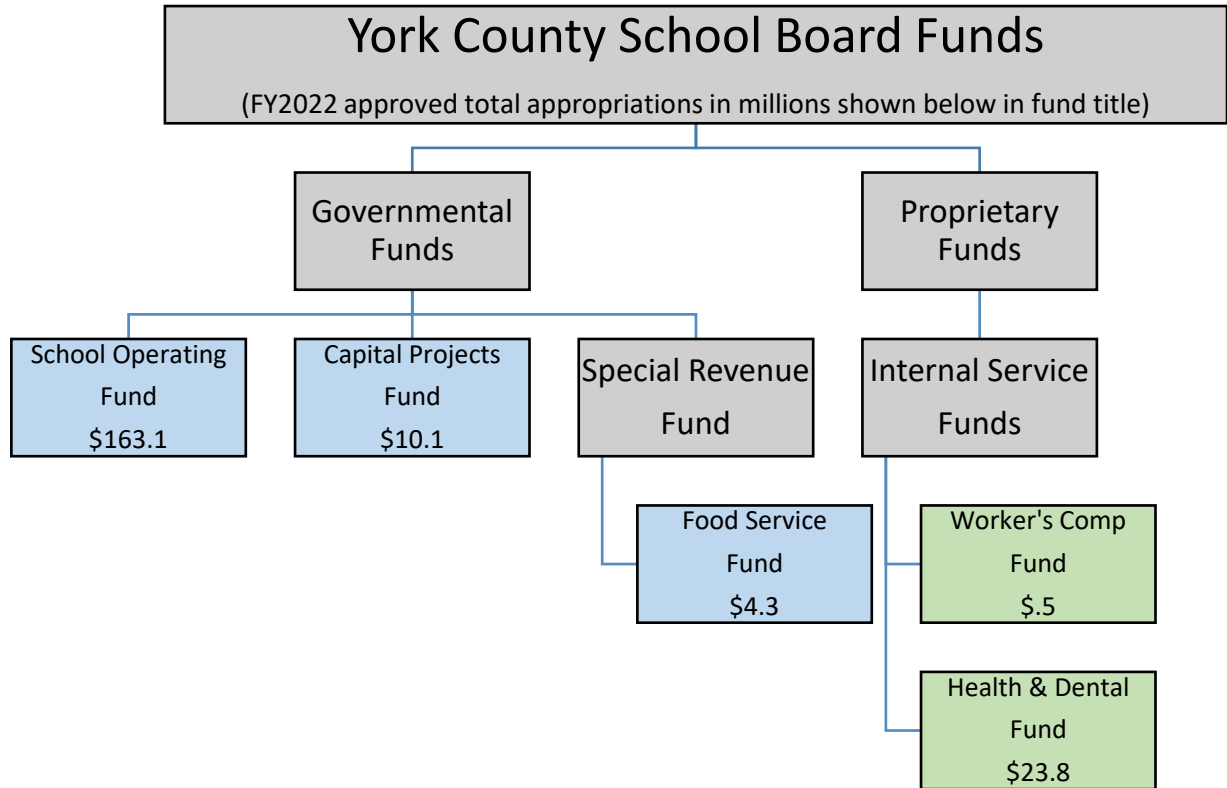 York County School Board Funds
(FY2022 approved total appropriations in millions shown below in fund title)
Governmental
Funds
Proprietary
Funds
School Operating
Fund
$163.1
Capital Projects
Fund
$10.1
Special Revenue
Fund
Internal Service
Funds
Food Service
Fund
$4.3
Worker's Comp
Fund
$.5
Health & Dental
Fund
$23.8